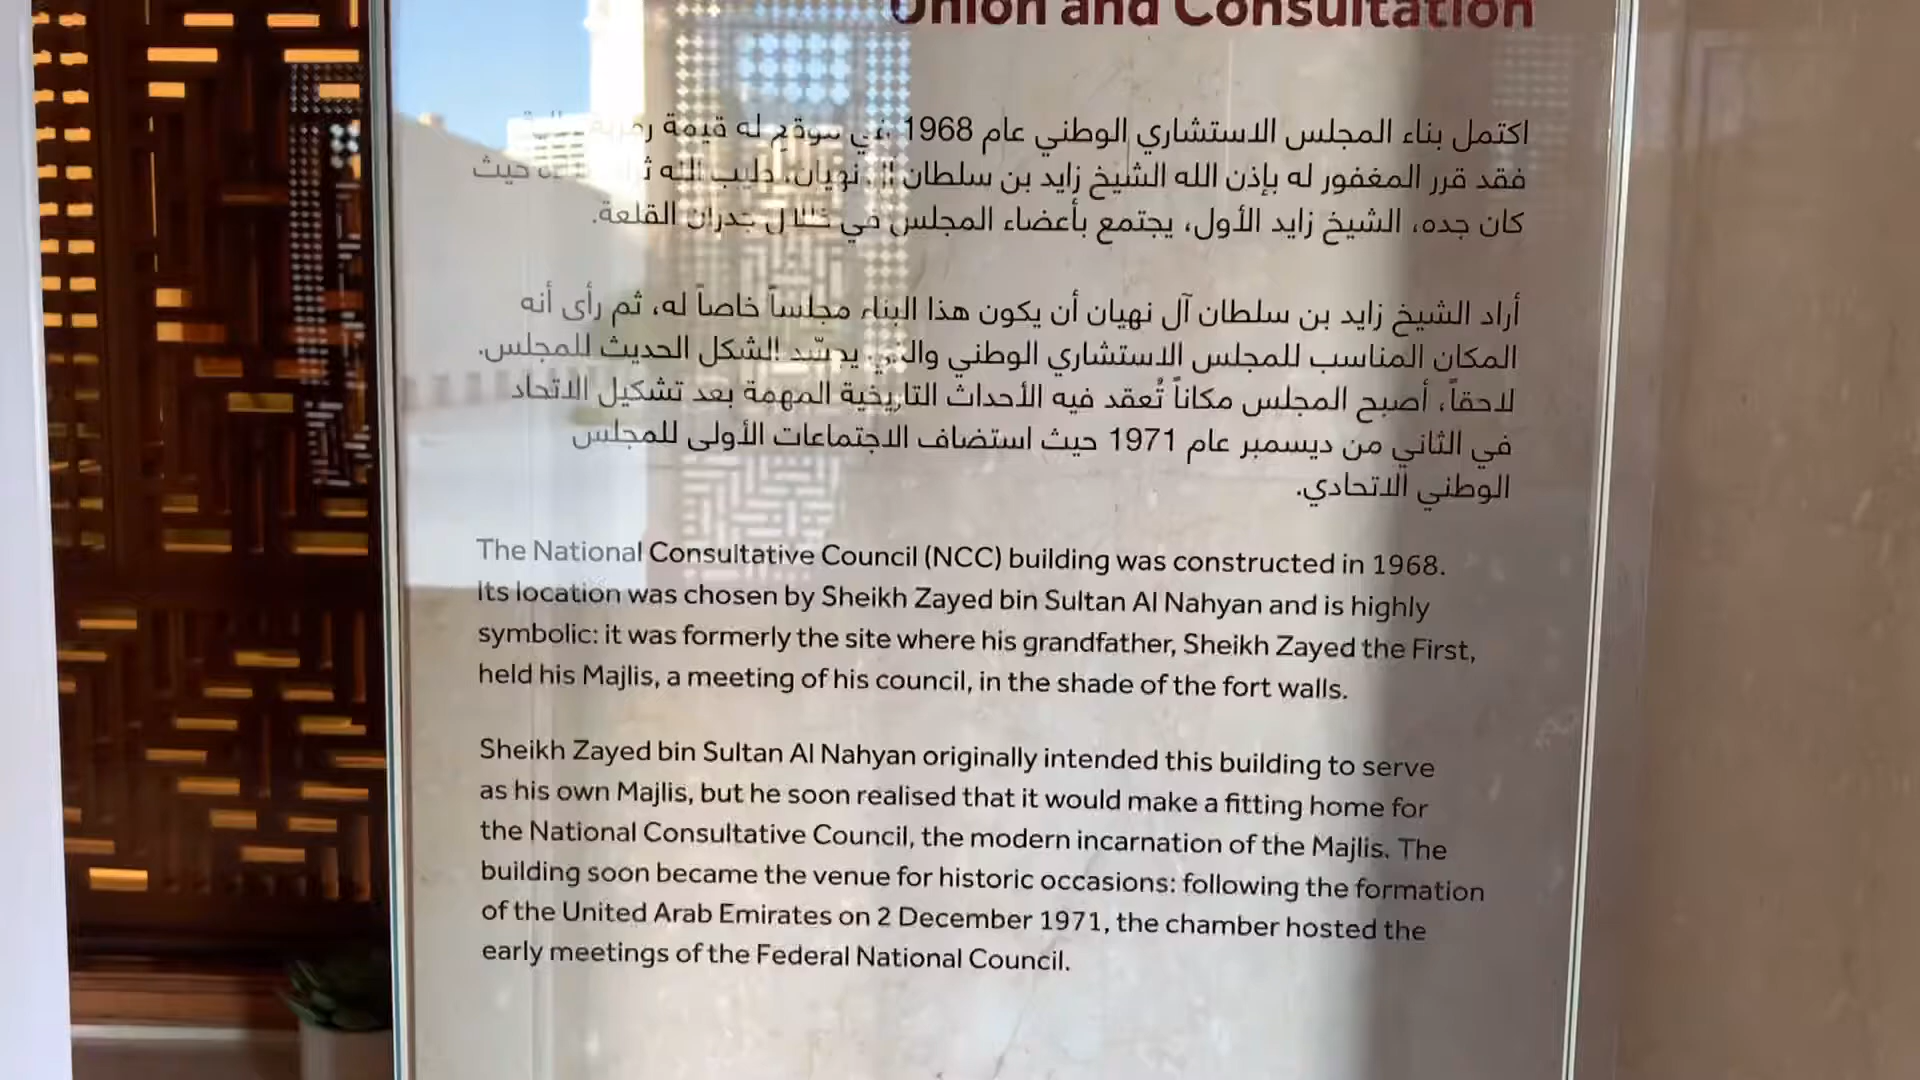 Union and Consultation
اكتمل بناء المجلس الاستشاري الوطني عام 1968 في موقع له قيمة
فقد قرر المغفور له بإذن الله الشيخ زايد بن سلطان آل نهيان، طيب الله حيث
كان جده، الشيخ زايد الأول، يجتمع بأعضاء المجلس في ظلال جدران القلعة.
أراد الشيخ زايد بن سلطان آل نهيان أن يكون هذا البناء مجلساً خاصاً له، ثم رأى أنه
المكان المناسب للمجلس الاستشاري الوطني والذي يجسّد الشكل الحديث للمجلس.
لاحقاً، أصبح المجلس مكاناً تُعقد فيه الأحداث التاريخية المهمة بعد تشكيل الاتحاد
في الثاني من ديسمبر عام 1971 حيث استضاف الاجتماعات الأولى للمجلس
الوطني الاتحادي.
The National Consultative Council (NCC) building was constructed in 1968.
Its location was chosen by Sheikh Zayed bin Sultan Al Nahyan and is highly
symbolic: it was formerly the site where his grandfather, Sheikh Zayed the First,
held his Majlis, a meeting of his council, in the shade of the fort walls.
Sheikh Zayed bin Sultan Al Nahyan originally intended this building to serve
as his own Majlis, but he soon realised that it would make a fitting home for
the National Consultative Council, the modern incarnation of the Majlis. The
building soon became the venue for historic occasions: following the formation
of the United Arab Emirates on 2 December 1971, the chamber hosted the
early meetings of the Federal National Council.